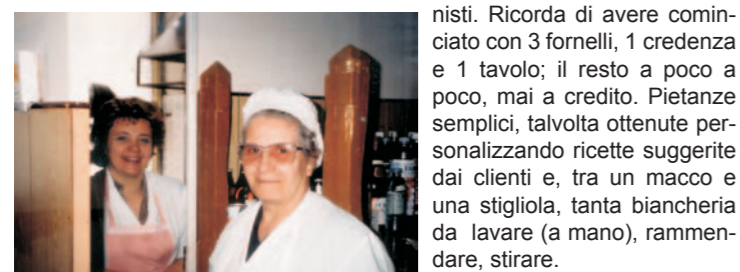 nisti. Ricorda di avere comin-
ciato con 3 fornelli, 1 credenza
e 1 tavolo; il resto a poco a
poco, mai a credito. Pietanze
semplici, talvolta ottenute per-
sonalizzando ricette suggerite
dai clienti e, tra un macco e
una stigliola, tanta biancheria
da lavare (a mano), rammen-
dare, stirare.